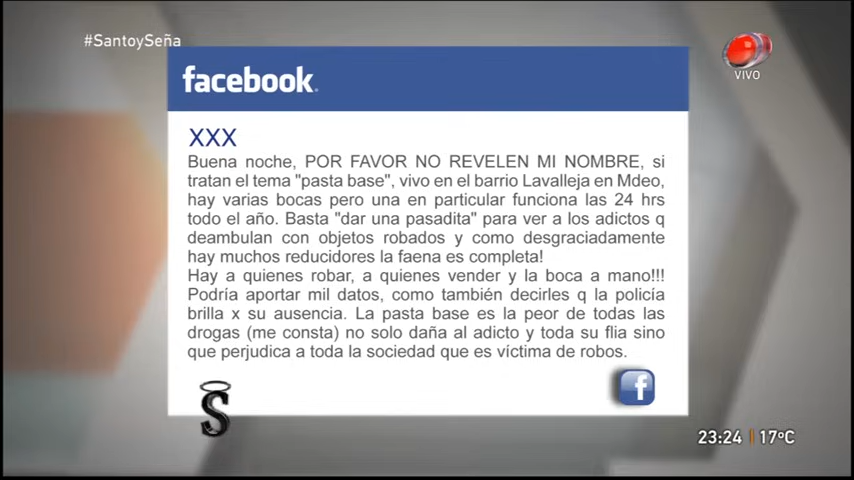 #SantoySeña
VIVO
facebook.
XXX
Buena noche, POR FAVOR NO REVELEN MI NOMBRE, si
tratan el tema "pasta base", vivo en el barrio Lavalleja en Mdeo,
hay varias bocas pero una en particular funciona las 24 hrs
todo el año. Basta "dar una pasadita" para ver a los adictos q
deambulan con objetos robados y como desgraciadamente
hay muchos reducidores la faena es completa!
Hay a quienes robar, a quienes vender y la boca a mano!!!
Podría aportar mil datos, como también decirles q la policía
brilla x su ausencia. La pasta base es la peor de todas las
drogas (me consta) no solo daña al adicto y toda su flia sino
que perjudica a toda la sociedad que es víctima de robos.
S
f
23:24 17ºC